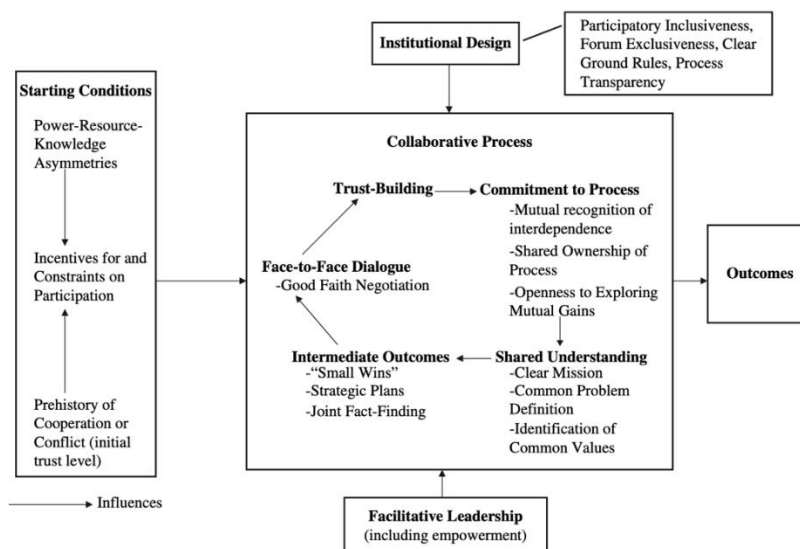 Institutional Design
Participatory Inclusiveness,
Forum Exclusiveness, Clear
Ground Rules, Process
Transparency
Starting Conditions
Power-Resource-
Knowledge
Asymmetries
Incentives for and
Constraints on
Participation
Prehistory of
Cooperation or
Conflict (initial
trust level)
Collaborative Process
Trust-Building
Commitment to Process
-Mutual recognition of
interdependence
-Shared Ownership of
Process
-Openness to Exploring
Mutual Gains
Face-to-Face Dialogue
-Good Faith Negotiation
Intermediate Outcomes
-“Small Wins”
-Strategic Plans
-Joint Fact-Finding
Shared Understanding
-Clear Mission
-Common Problem
Definition
-Identification of
Common Values
Outcomes
Influences
Facilitative Leadership
(including empowerment)